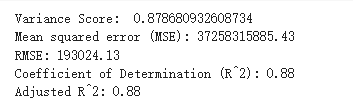 Variance Score:  0.878680932608734
Mean squared error (MSE): 37258315885.43
RMSE: 193024.13
Coefficient of Determination (R^2): 0.88
Adjusted R^2: 0.88